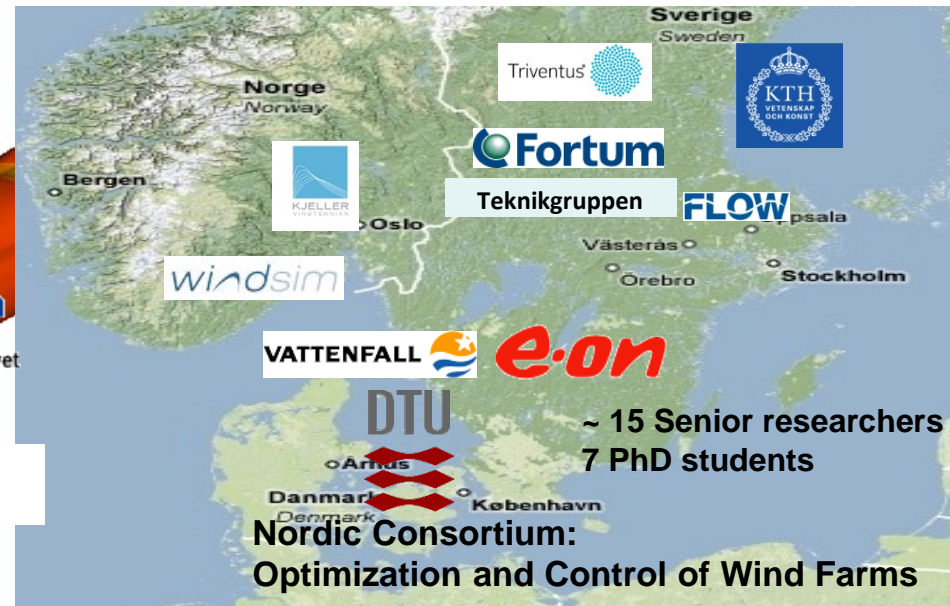 Sverige
Sweden
Triventus
KTH
VETENSKAP
OCH KONST
Norge
Norway
Fortum
Bergen
KJELLER
VINDTEKNIKK
Teknikgruppen
FLOW
psala
Oslo
Västerås
windsim
Örebro
Stockholm
VATTENFALL
e·on
vet
DTU
~ 15 Senior researchers
7 PhD students
Århus
Danmar
København
Denmark
Nordic Consortium:
Optimization and Control of Wind Farms